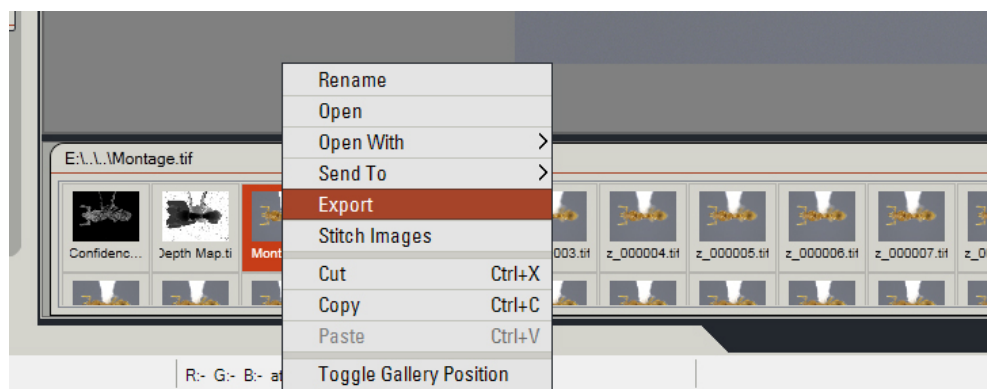 Rename
Open
Open With
E:\..\..\Montage.tif
Send To
Export
Stitch Images
Confidenc... Depth Map.ti Mont 003.tif z_000004.tif z_000005.tif z_000006.tif z_000007.tif z_0
Cut Ctrl+X
Copy Ctrl+C
Paste Ctrl+V
R:- G:- B:- at
Toggle Gallery Position